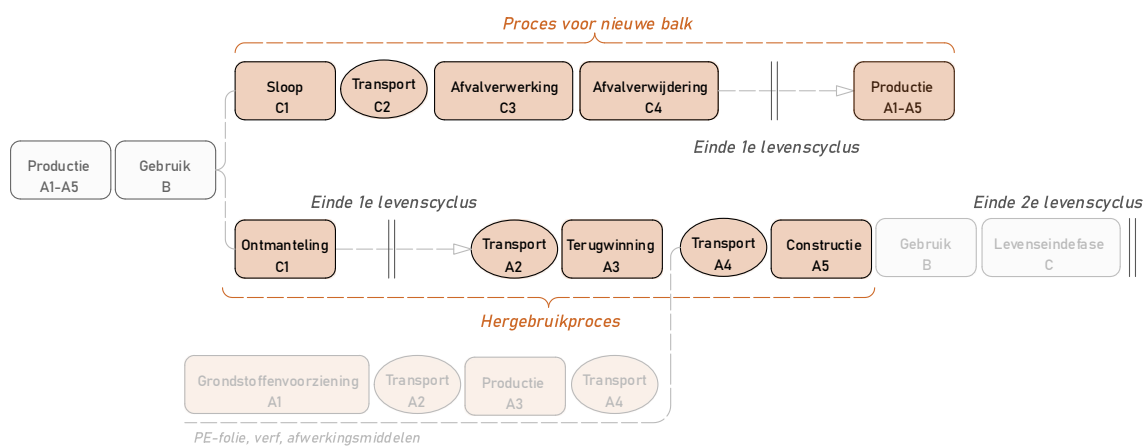 Proces voor nieuwe balk
Sloop
C1
Transport
C2
Afvalverwerking
C3
Afvalverwijdering
C4
Productie
A1-A5
Einde 1e levenscyclus
Productie
A1-A5
Gebruik
B
Einde 1e levenscyclus
Einde 2e levenscyclus
Ontmanteling
C1
Transport
A2
Terugwinning
A3
Transport
A4
Constructie
A5
Gebruik
B
Levenseindefase
C
Hergebruikproces
Grondstoffenvoorziening
A1
Transport
A2
Productie
A3
Transport
A4
PE-folie, verf, afwerkingsmiddelen